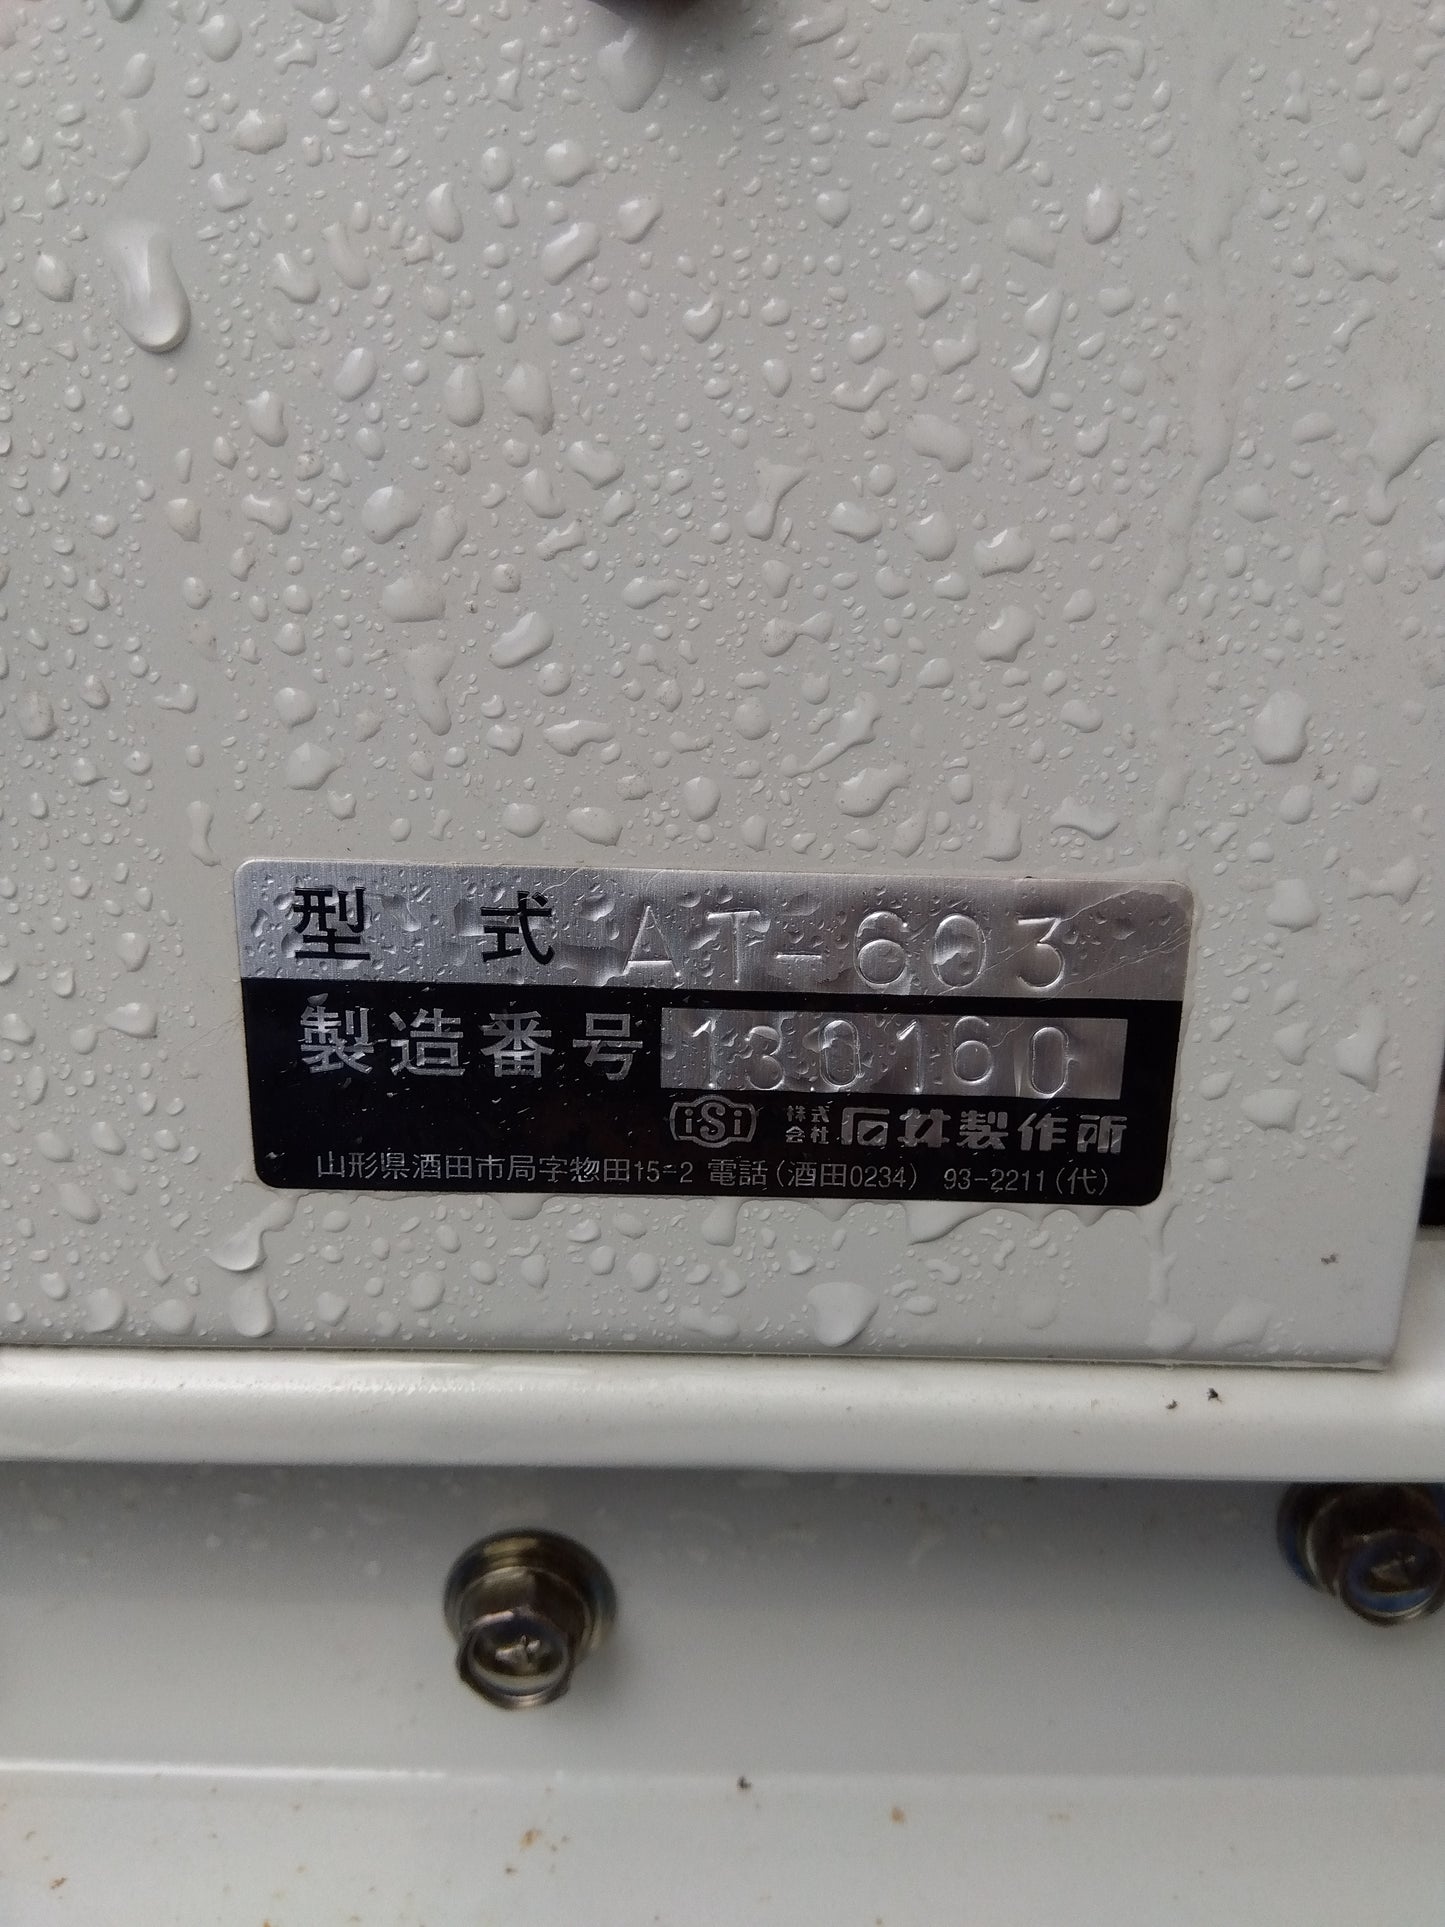 型 式 AT-603
製造番号 130160
iSi 株式会社 石井製作所
山形県酒田市局字惣田15-2 電話(酒田0234) 93-2211(代)